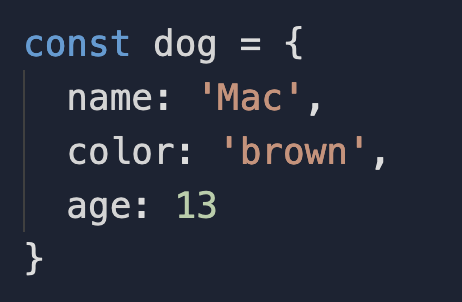 const dog = {
  name: 'Mac',
  color: 'brown',
  age: 13
}